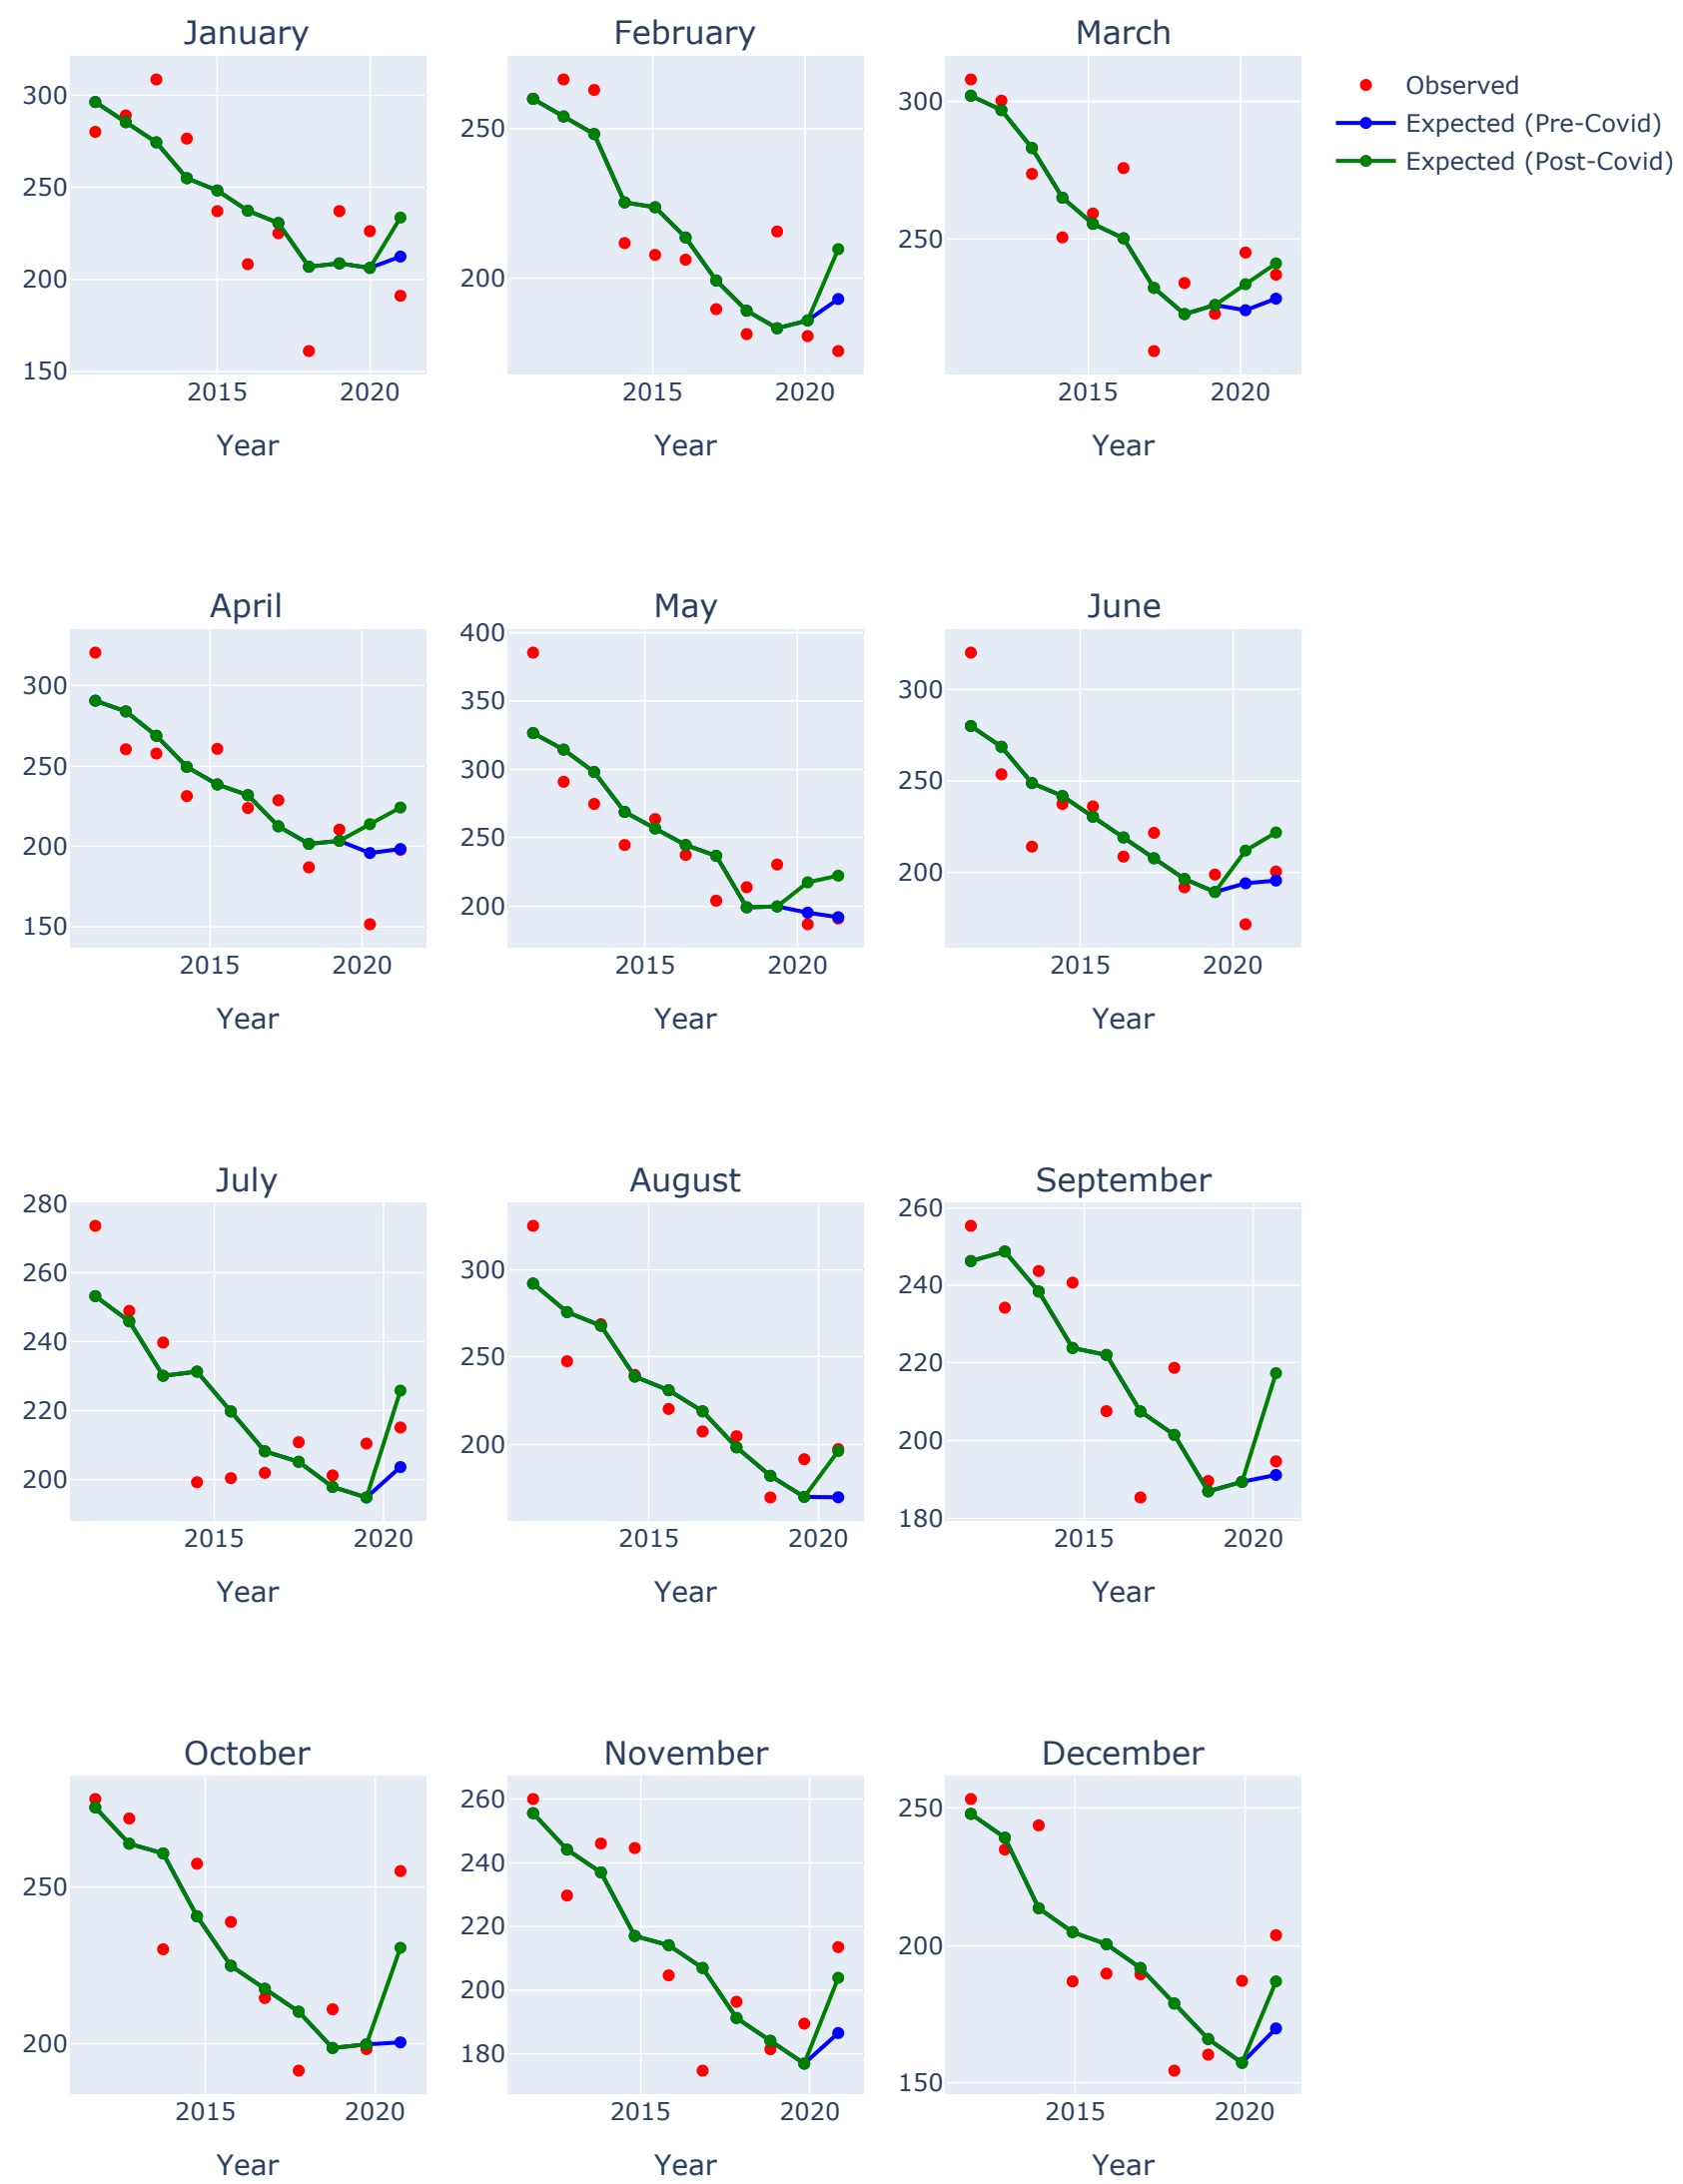 January
February
March
300
250
200
150
2015
2020
Year
250
200
2015
2020
Year
300
250
2015
2020
Year
Observed
Expected (Pre-Covid)
Expected (Post-Covid)
April
May
June
300
250
200
150
2015
2020
Year
400
350
300
250
200
2015
2020
Year
300
250
200
2015
2020
Year
July
August
September
280
260
240
220
200
2015
2020
Year
300
250
200
2015
2020
Year
260
240
220
200
180
2015
2020
Year
October
November
December
250
200
2015
2020
Year
260
240
220
200
180
2015
2020
Year
250
200
150
2015
2020
Year